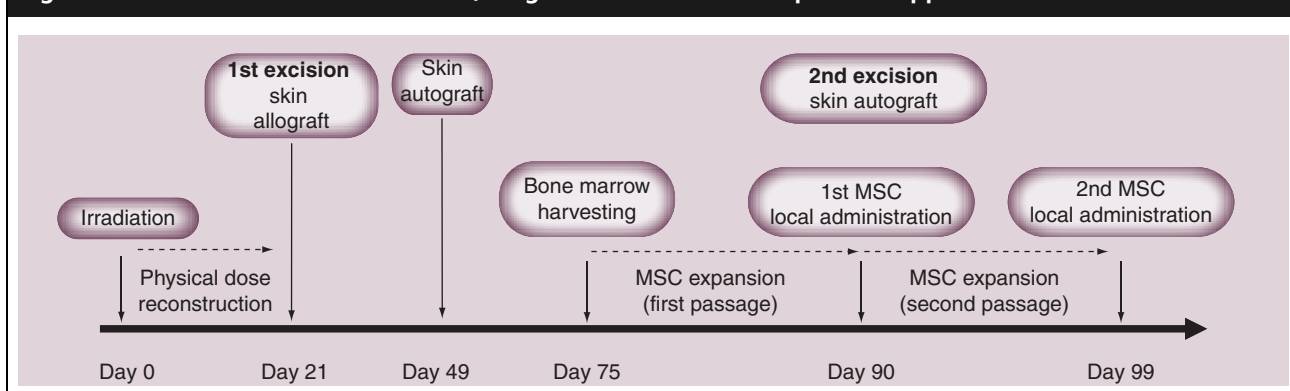 1st excision
skin
allograft
Skin
autograft
2nd excision
skin autograft
Irradiation
Bone marrow
harvesting
1st MSC
local administration
2nd MSC
local administration
Physical dose
reconstruction
MSC expansion
(first passage)
MSC expansion
(second passage)
Day 0
Day 21
Day 49
Day 75
Day 90
Day 99